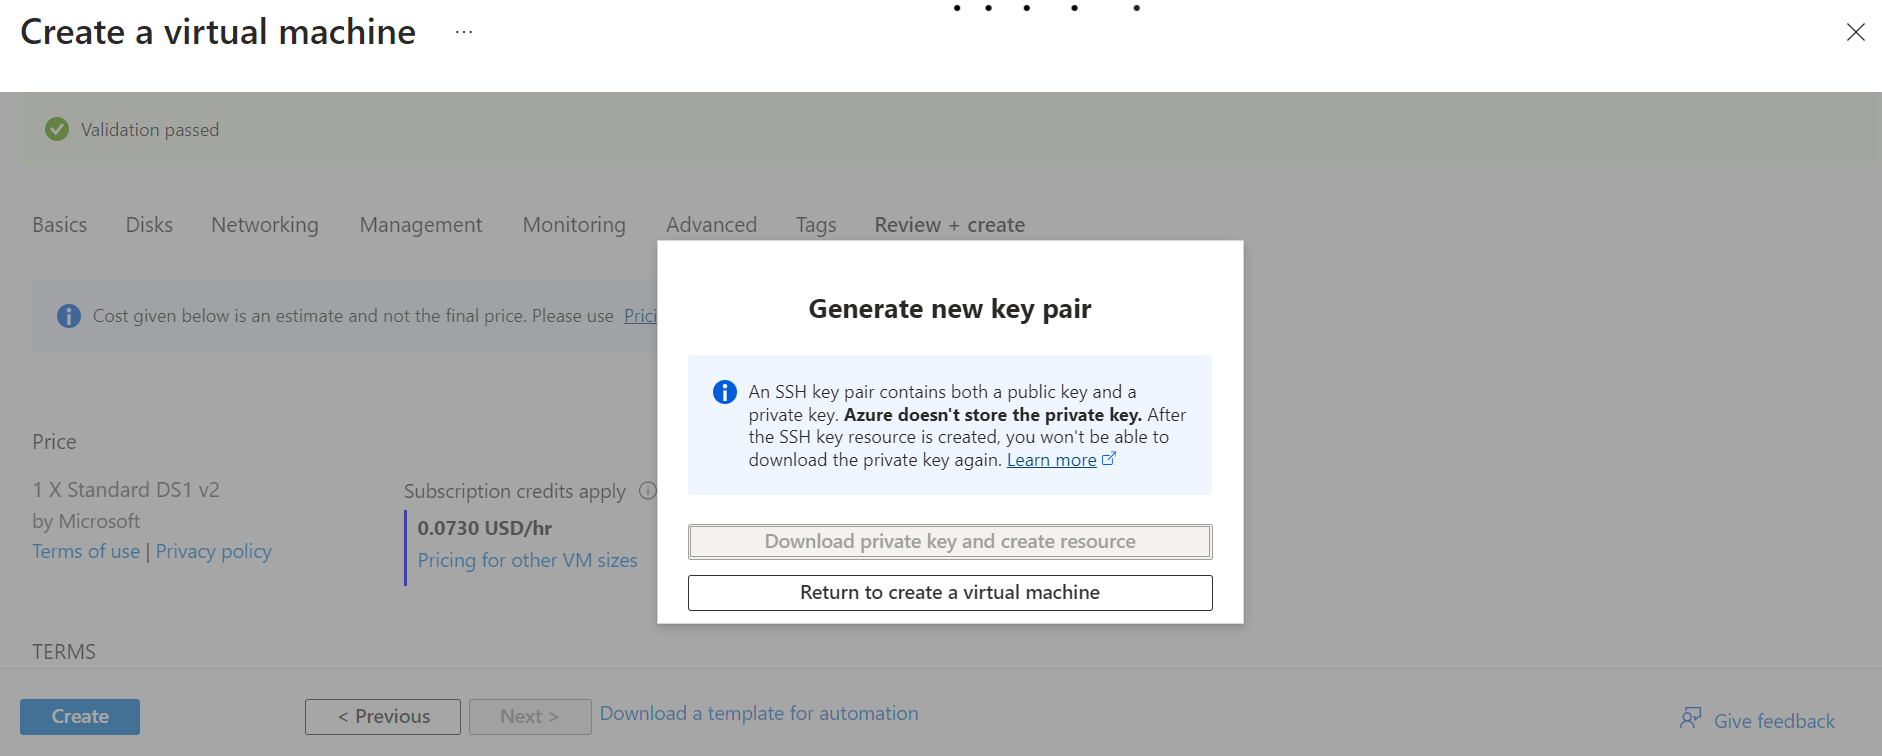 Create a virtual machine ...
Validation passed
Basics Disks Networking Management Monitoring Advanced Tags Review + create
Cost given below is an estimate and not the final price. Please use
Generate new key pair
An SSH key pair contains both a public key and a
private key. Azure doesn't store the private key. After
the SSH key resource is created, you won't be able to
download the private key again. Learn more
Download private key and create resource
Return to create a virtual machine
Price
1 X Standard DS1 v2
by Microsoft
Terms of use | Privacy policy
Subscription credits apply
0.0730 USD/hr
Pricing for other VM sizes
TERMS
Create
< Previous
Next >
Download a template for automation
Give feedback